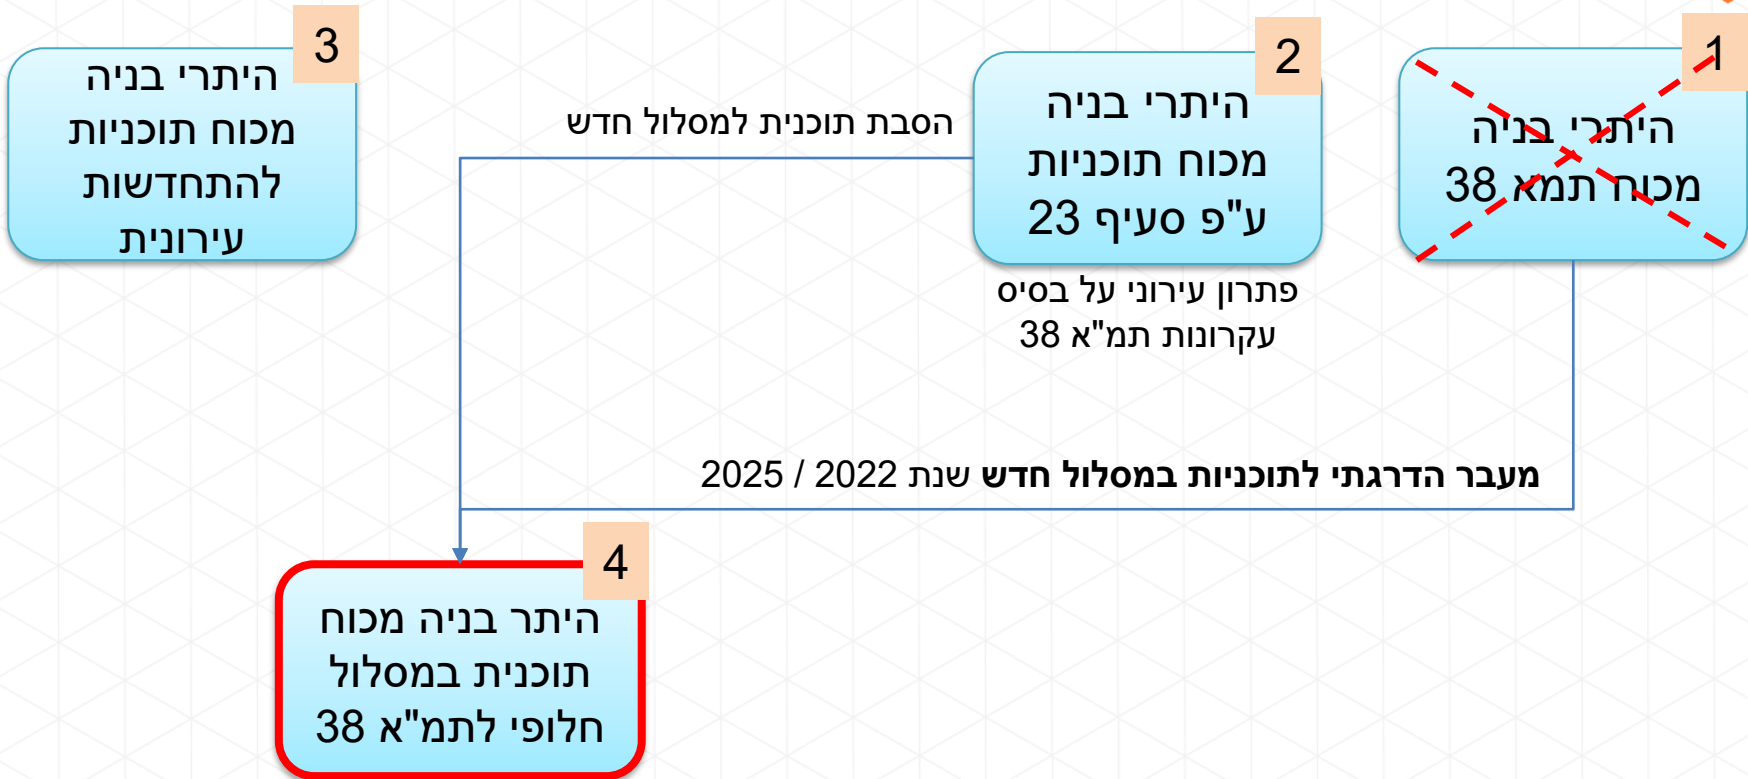 1
היתרי בניה
מכוח תמא 38
2
היתרי בניה
מכוח תוכניות
ע"פ סעיף 23
פתרון עירוני על בסיס
עקרונות תמ"א 38
הסבת תוכנית למסלול חדש
3
היתרי בניה
מכוח תוכניות
להתחדשות
עירונית
מעבר הדרגתי לתוכניות במסלול חדש שנת 2022 / 2025
4
היתר בניה מכוח
תוכנית במסלול
חלופי לתמ"א 38